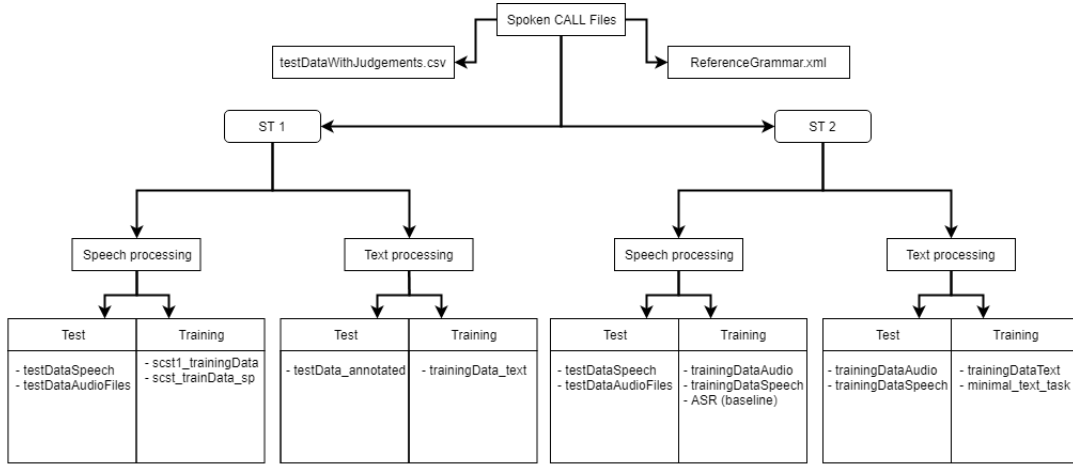 Spoken CALL Files
testDataWithJudgements.csv
ReferenceGrammar.xml
ST 1
ST 2
Speech processing
Text processing
Speech processing
Text processing
Test
Training
- testDataSpeech
- testDataAudioFiles
- scst1_trainingData
- scst_trainData_sp
Test
Training
- testData_annotated
- trainingData_text
Test
Training
- testDataSpeech
- testDataAudioFiles
- trainingDataAudio
- trainingDataSpeech
- ASR (baseline)
Test
Training
- trainingDataAudio
- trainingDataSpeech
- trainingDataText
- minimal_text_task